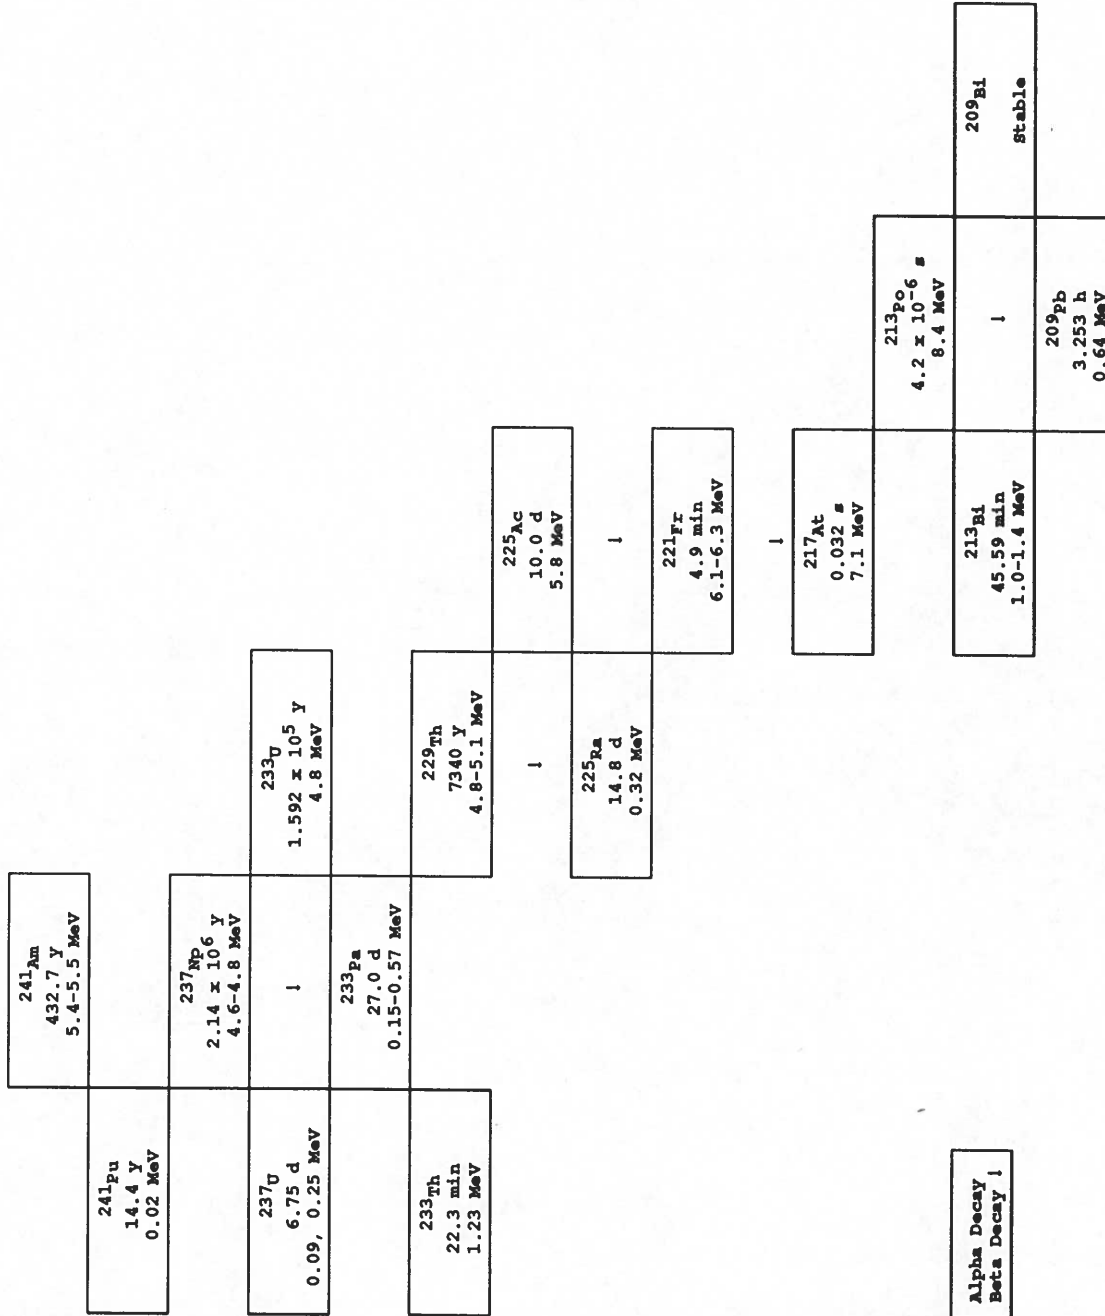 241Am
432.7 y
5.4-5.5 MeV
241Pu
14.4 y
0.02 MeV
237Np
2.14 x 10^6 y
4.6-4.8 MeV
237U
6.75 d
0.09, 0.25 MeV
↓
233U
1.592 x 10^5 y
4.8 MeV
233Pa
27.0 d
0.15-0.57 MeV
233Th
22.3 min
1.23 MeV
229Th
7340 y
4.8-5.1 MeV
225Ac
10.0 d
5.8 MeV
↓
225Ra
14.8 d
0.32 MeV
↓
221Fr
4.9 min
6.1-6.3 MeV
↓
217At
0.032 s
7.1 MeV
213Po
4.2 x 10^-6 s
8.4 MeV
213Bi
45.59 min
1.0-1.4 MeV
↓
209Bi
Stable
209Pb
3.253 h
0.64 MeV
Alpha Decay
Beta Decay ↓